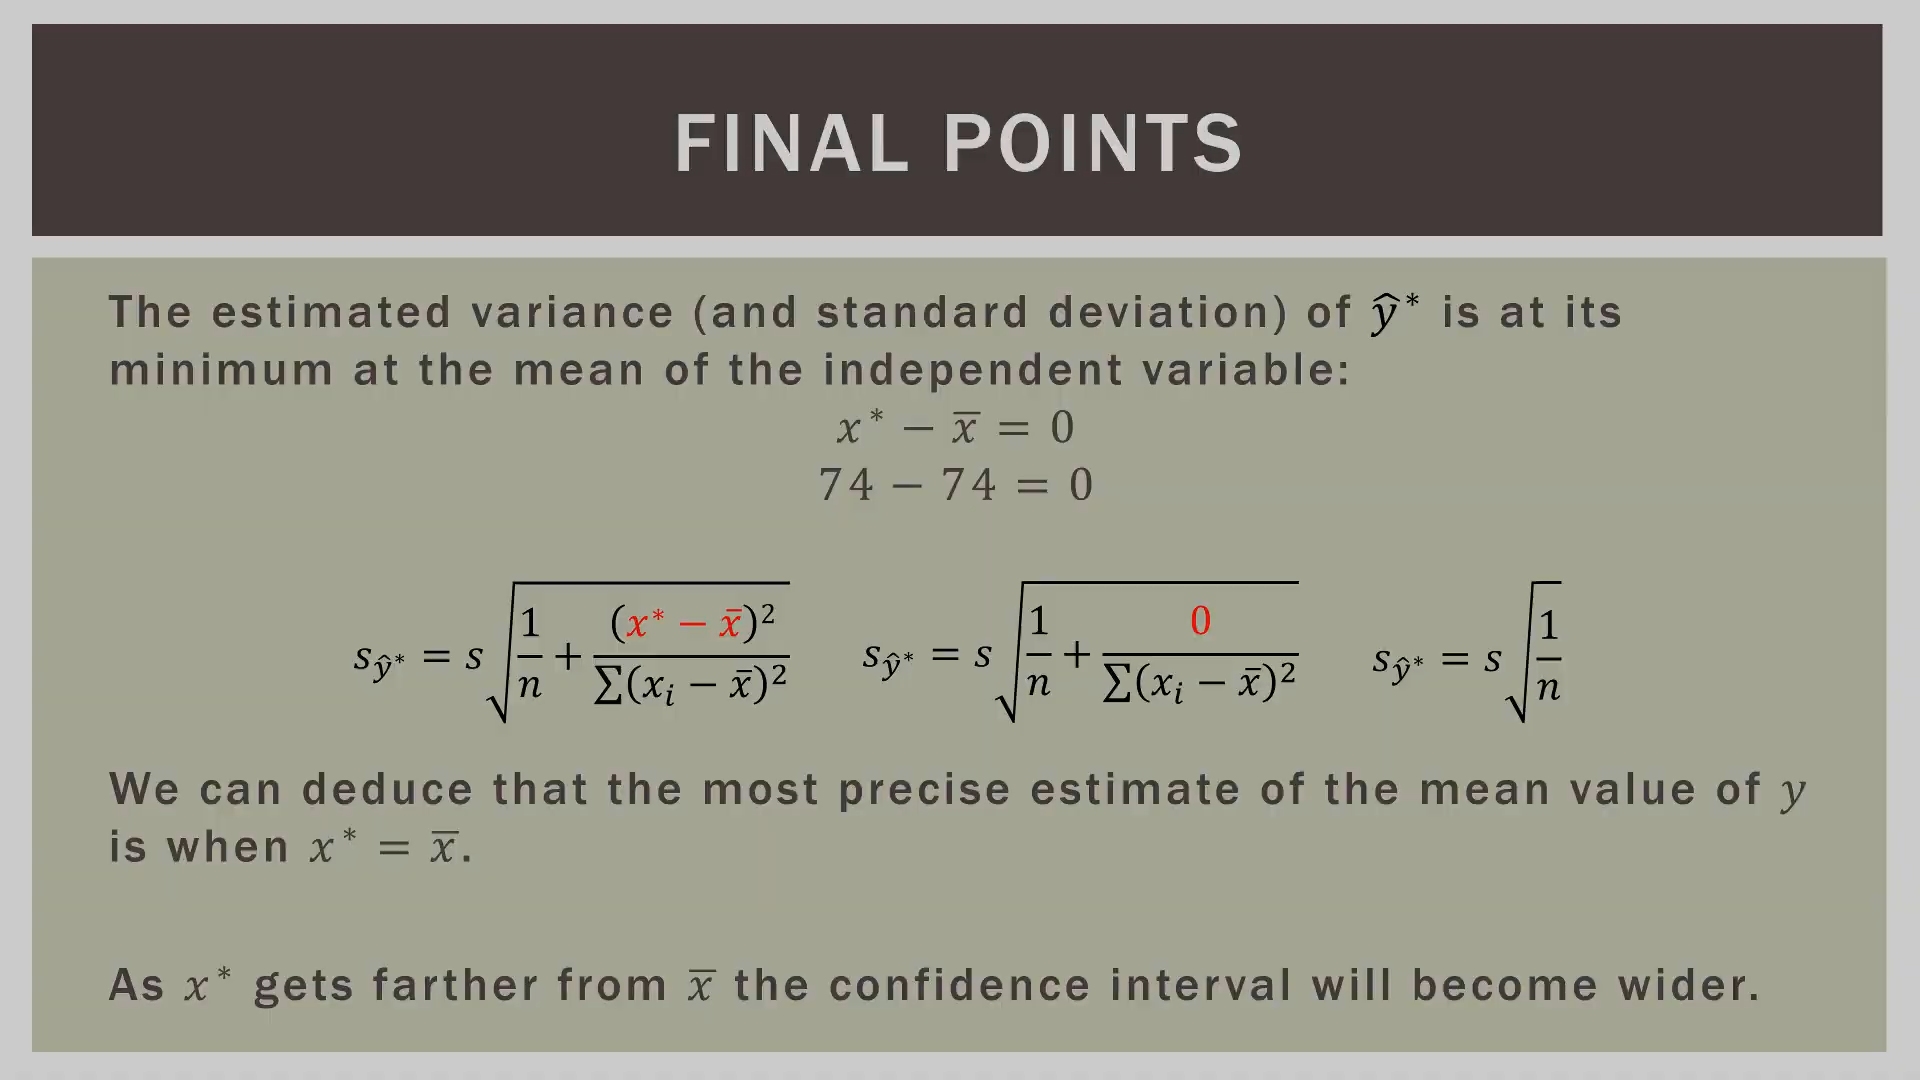 FINAL POINTS
The estimated variance (and standard deviation) of ŷ* is at its
minimum at the mean of the independent variable:
x* − x̄ = 0
74 − 74 = 0
s_ŷ* = s√(1/n + (x* − x̄)²/∑(xᵢ − x̄)²) s_ŷ* = s√(1/n + 0/∑(xᵢ − x̄)²) s_ŷ* = s√(1/n)
We can deduce that the most precise estimate of the mean value of y
is when x* = x̄.
As x* gets farther from x̄ the confidence interval will become wider.